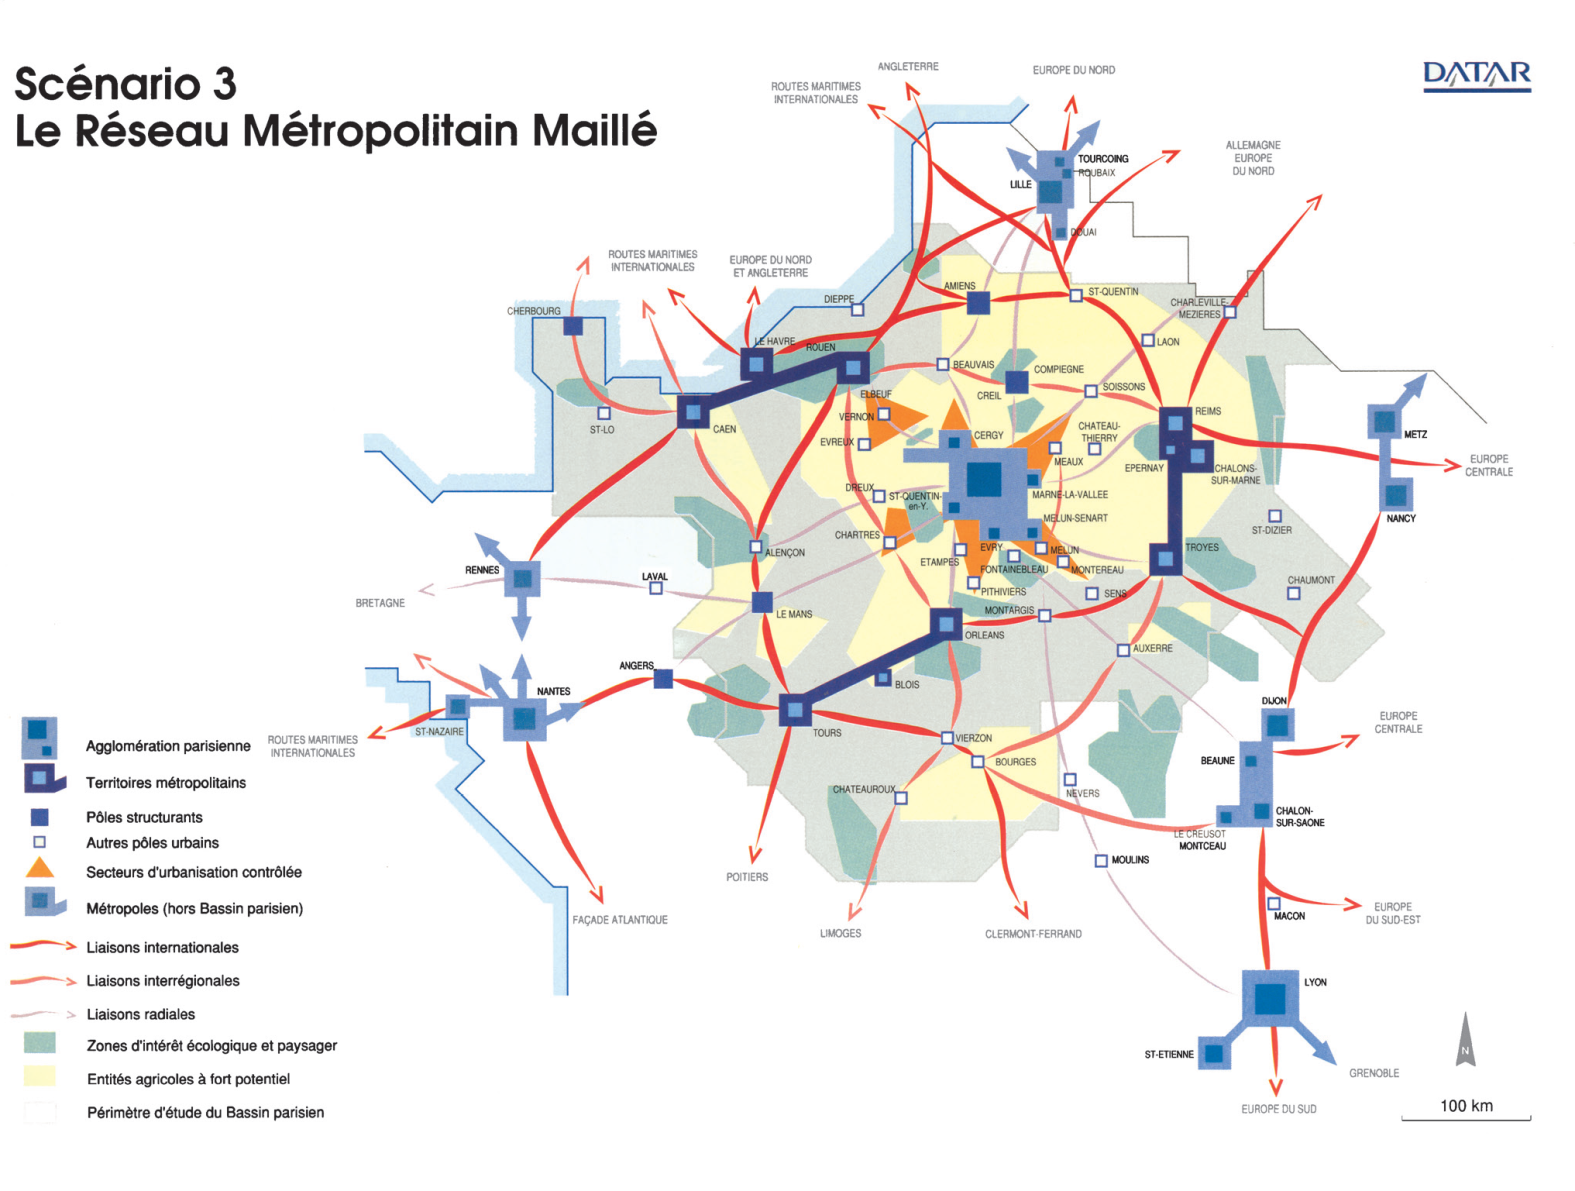 Scénario 3
Le Réseau Métropolitain Maillé
DATAR
ANGLETERRE
EUROPE DU NORD
ROUTES MARITIMES
INTERNATIONALES
ALLEMAGNE
EUROPE
DU NORD
TOURCOING
ROUBAIX
LILLE
DOUAI
ROUTES MARITIMES
INTERNATIONALES
EUROPE DU NORD
ET ANGLETERRE
DIEPPE
AMIENS
ST-QUENTIN
CHARLEVILLE-
MEZIERES
CHERBOURG
LE HAVRE
ROUEN
LAON
BEAUVAIS
COMPIEGNE
CREIL
SOISSONS
ELBEUF
VERNON
REIMS
ST-LO
CAEN
EVREUX
CERGY
CHATEAU-
THIERRY
MEAUX
EPERNAY
CHALONS-
SUR-MARNE
METZ
EUROPE
CENTRALE
DREUX
ST-QUENTIN-
en-Y.
MARNE-LA-VALLEE
MELUN-SENART
NANCY
ST-DIZIER
CHARTRES
ALENÇON
ETAMPES
EVRY
MELUN
FONTAINEBLEAU
MONTEREAU
TROYES
RENNES
LAVAL
BRETAGNE
LE MANS
PITHIVIERS
SENS
CHAUMONT
MONTARGIS
ORLEANS
AUXERRE
ANGERS
BLOIS
NANTES
ST-NAZAIRE
TOURS
VIERZON
BOURGES
DIJON
EUROPE
CENTRALE
BEAUNE
ROUTES MARITIMES
INTERNATIONALES
CHATEAUROUX
NEVERS
CHALON-
SUR-SAONE
LE CREUSOT
MONTCEAU
MOULINS
POITIERS
MACON
EUROPE
DU SUD-EST
FAÇADE ATLANTIQUE
LIMOGES
CLERMONT-FERRAND
LYON
ST-ETIENNE
GRENOBLE
EUROPE DU SUD
Agglomération parisienne
Territoires métropolitains
Pôles structurants
Autres pôles urbains
Secteurs d'urbanisation contrôlée
Métropoles (hors Bassin parisien)
Liaisons internationales
Liaisons interrégionales
Liaisons radiales
Zones d'intérêt écologique et paysager
Entités agricoles à fort potentiel
Périmètre d'étude du Bassin parisien
N
100 km